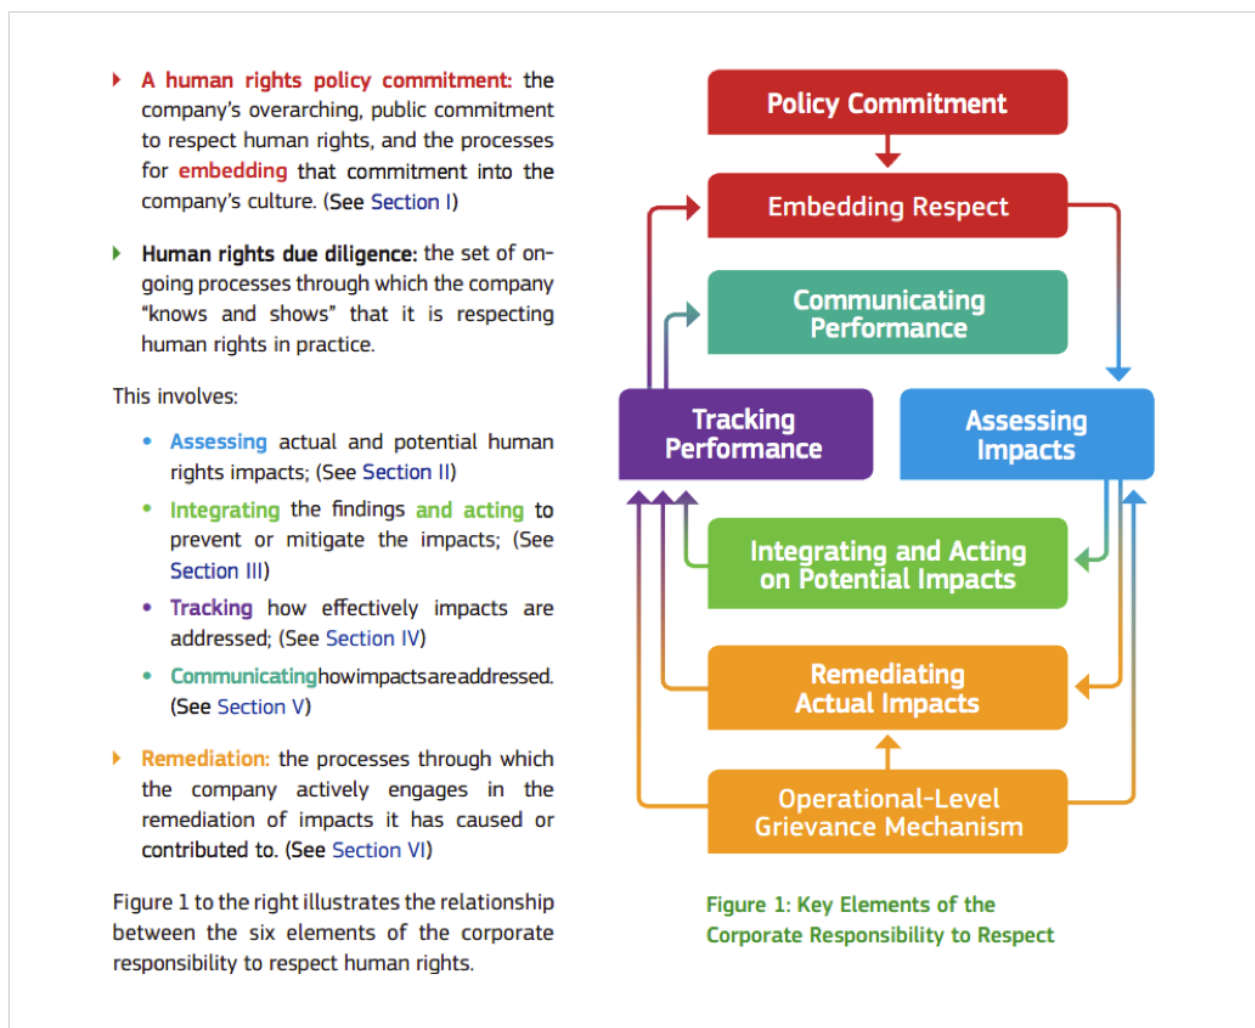 A human rights policy commitment: the
company's overarching, public commitment
to respect human rights, and the processes
for embedding that commitment into the
company's culture. (See Section I)
Human rights due diligence: the set of on-
going processes through which the company
“knows and shows” that it is respecting
human rights in practice.
This involves:
• Assessing actual and potential human
rights impacts; (See Section II)
• Integrating the findings and acting to
prevent or mitigate the impacts; (See
Section III)
• Tracking how effectively impacts are
addressed; (See Section IV)
• Communicating how impacts are addressed.
(See Section V)
Remediation: the processes through which
the company actively engages in the
remediation of impacts it has caused or
contributed to. (See Section VI)
Figure 1 to the right illustrates the relationship
between the six elements of the corporate
responsibility to respect human rights.
Policy Commitment
Embedding Respect
Communicating
Performance
Tracking
Performance
Assessing
Impacts
Integrating and Acting
on Potential Impacts
Remediating
Actual Impacts
Operational-Level
Grievance Mechanism
Figure 1: Key Elements of the
Corporate Responsibility to Respect